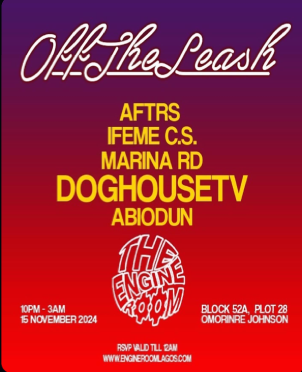 Off The Leash
AFTRS
IFEME C.S.
MARINA RD
DOGHOUSETV
ABIODUN
THE
ENGINE
ROOM
10PM - 3AM
15 NOVEMBER 2024
BLOCK 52A, PLOT 28
OMORINRE JOHNSON
RSVP VALID TILL 12AM
WWW.ENGINEROOMLAGOS.COM